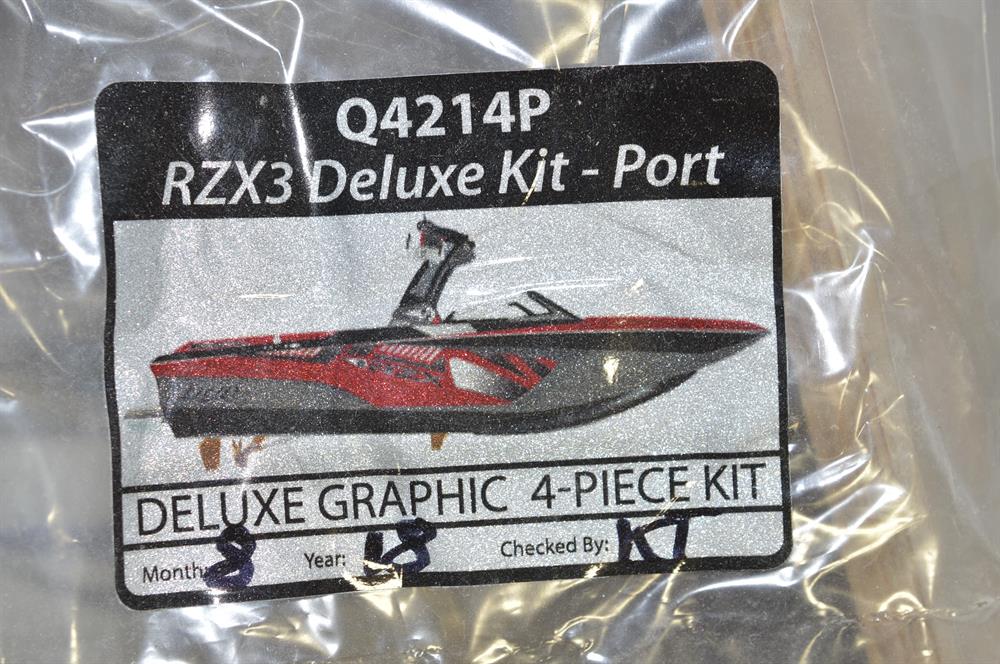 Q4214P
RZX3 Deluxe Kit - Port
DELUXE GRAPHIC 4-PIECE KIT
Month: 8 Year: 18 Checked By: KT